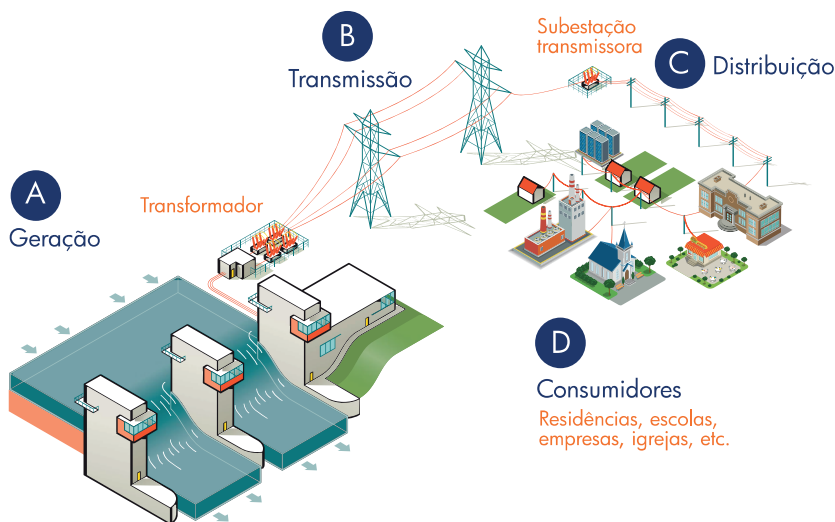 A
Geração
Transformador
B
Transmissão
Subestação
transmissora
C
Distribuição
D
Consumidores
Residências, escolas,
empresas, igrejas, etc.